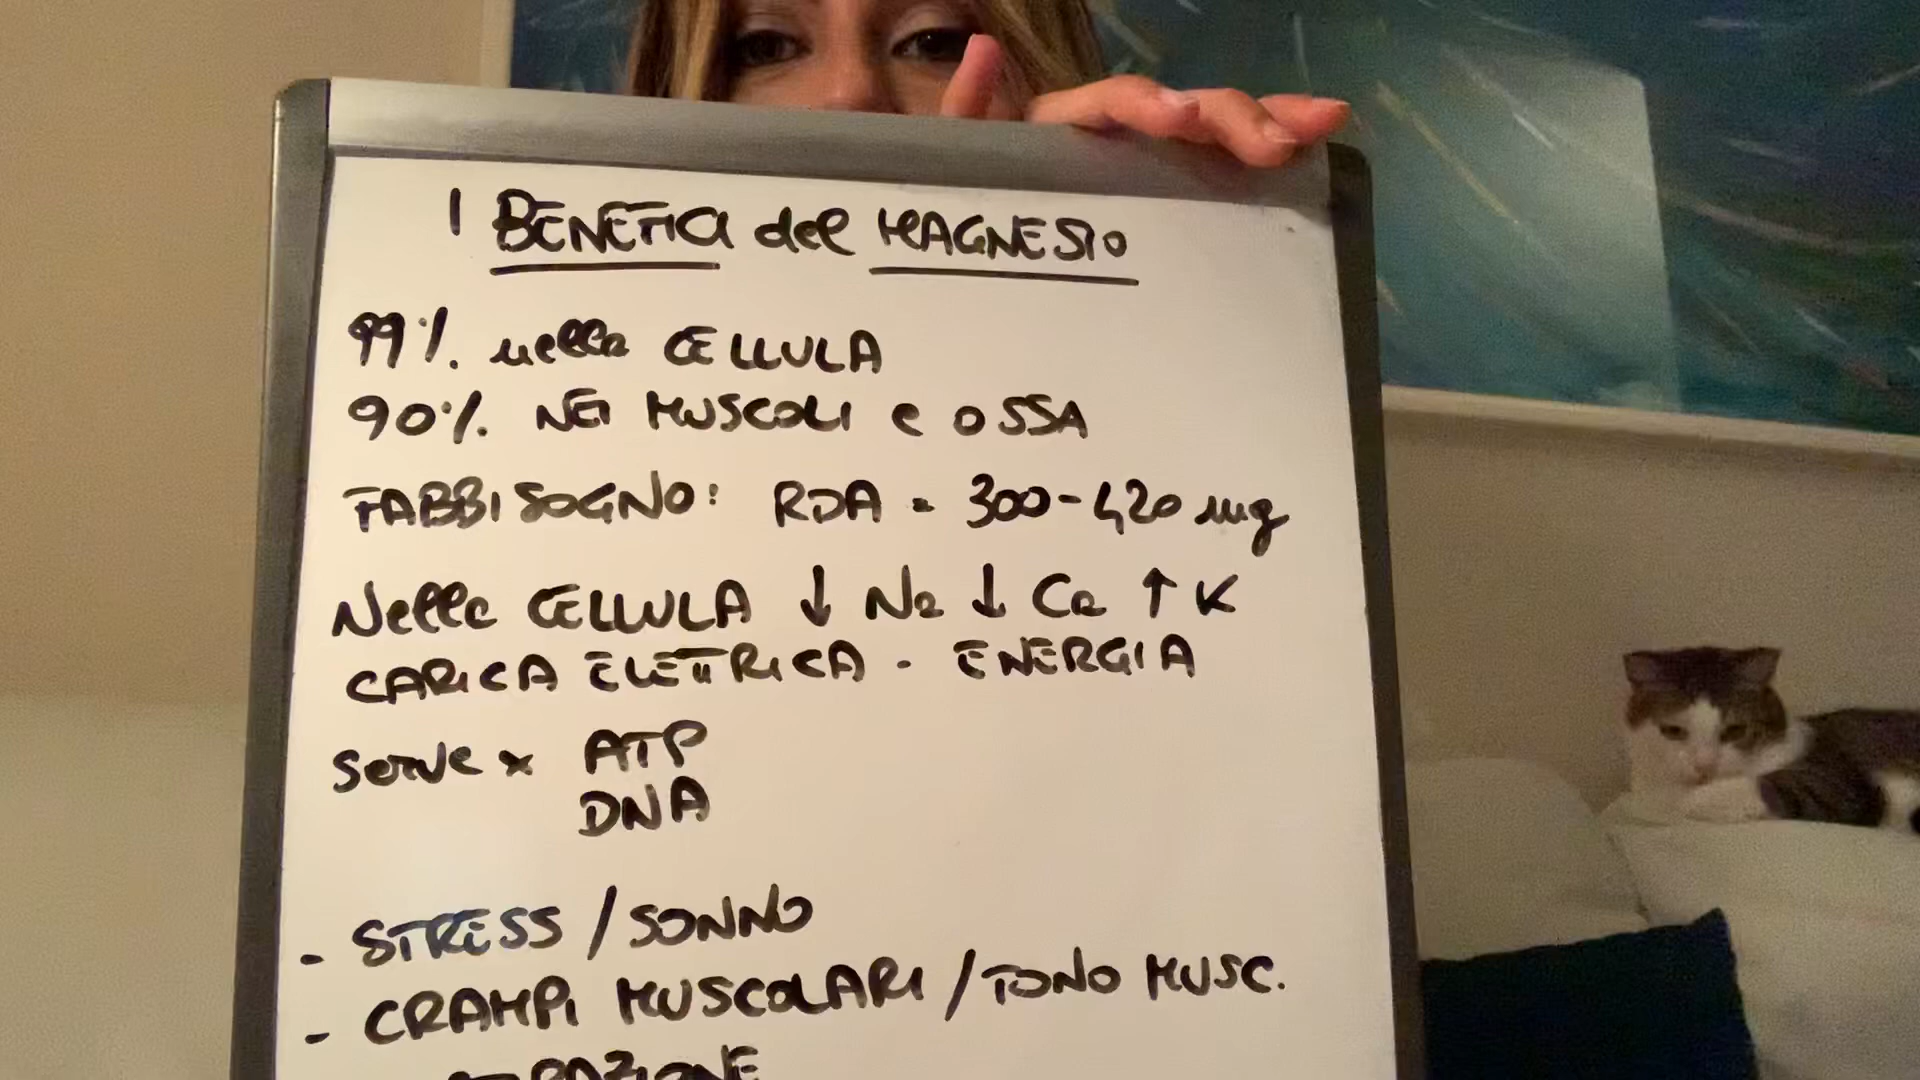 I BENEFICI del MAGNESIO
99% nella CELLULA
90% NEI MUSCOLI e OSSA
FABBISOGNO: RDA = 300-420 mg
Nella CELLULA ↓ Na ↓ Ca ↑ K
CARICA ELETTRICA - ENERGIA
serve x ATP
DNA
- STRESS / SONNO
- CRAMPI MUSCOLARI / TONO MUSC.